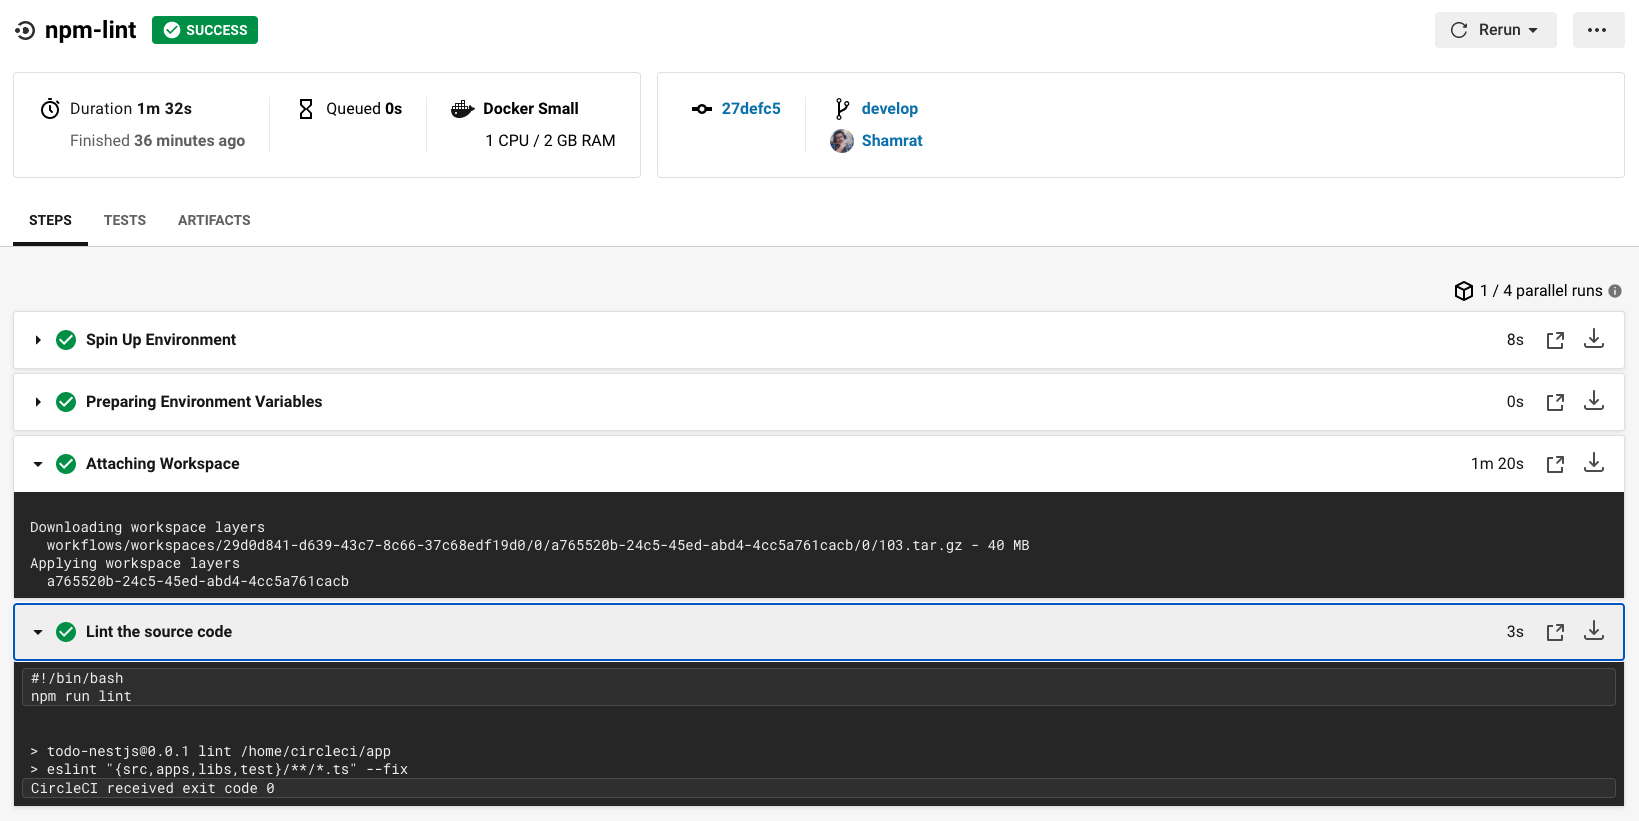 npm-lint SUCCESS Rerun
Duration 1m 32s Queued 0s Docker Small 27defc5 develop
Finished 36 minutes ago 1 CPU / 2 GB RAM Shamrat
STEPS TESTS ARTIFACTS
1 / 4 parallel runs
Spin Up Environment 8s
Preparing Environment Variables 0s
Attaching Workspace 1m 20s
Downloading workspace layers
workflows/workspaces/29d0d841-d639-43c7-8c66-37c68edf19d0/0/a765520b-24c5-45ed-abd4-4cc5a761cacb/0/103.tar.gz - 40 MB
Applying workspace layers
a765520b-24c5-45ed-abd4-4cc5a761cacb
Lint the source code 3s
#!/bin/bash
npm run lint
> todo-nestjs@0.0.1 lint /home/circleci/app
> eslint "{src,apps,libs,test}/**/*.ts" --fix
CircleCI received exit code 0